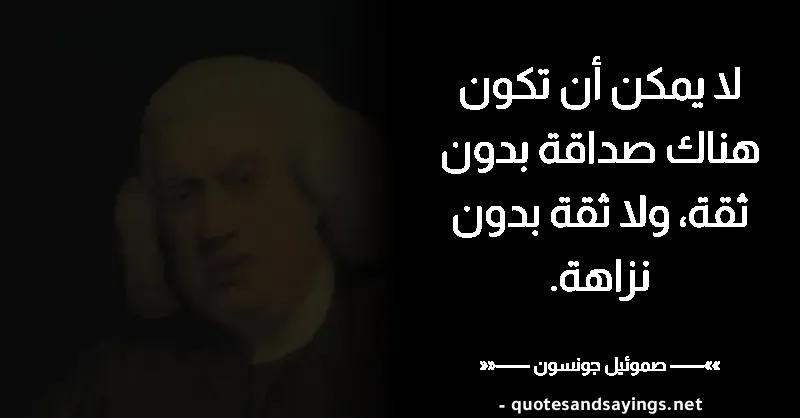 لا يمكن أن تكون
هناك صداقة بدون
ثقة، ولا ثقة بدون
نزاهة.
»»—— صموئيل جونسون ——««
- quotesandsayings.net